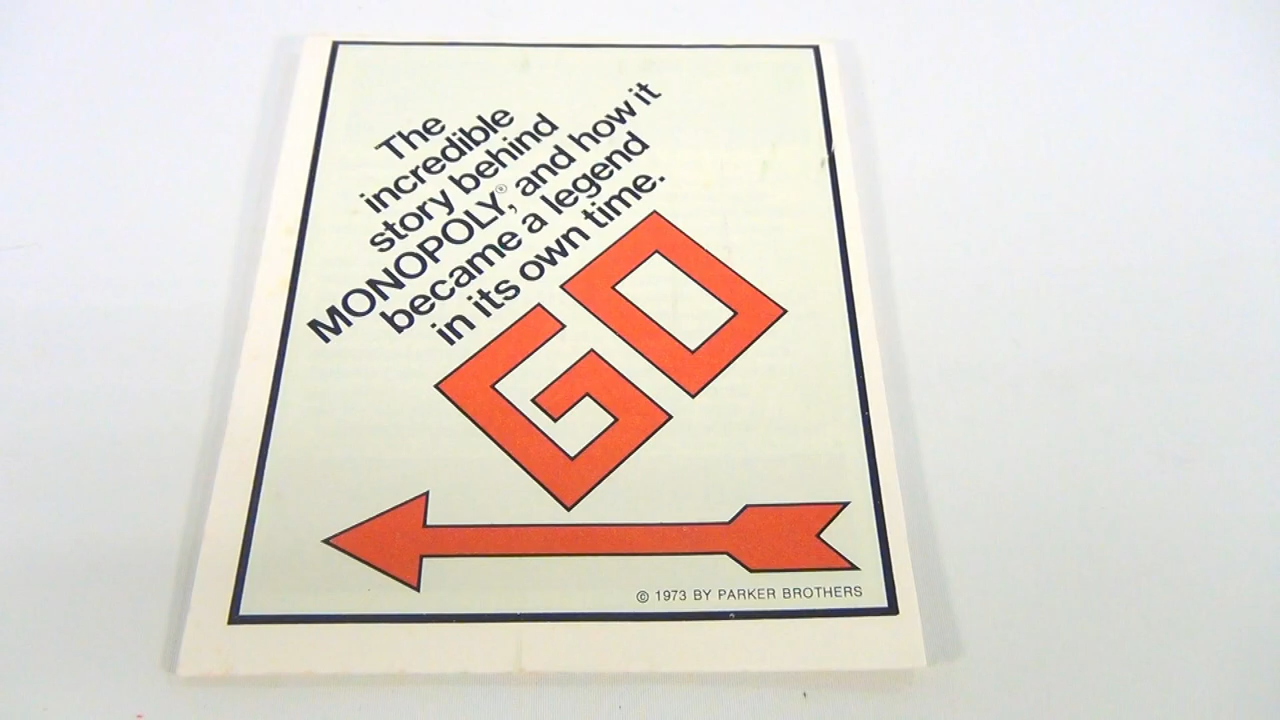 The
incredible
story behind
MONOPOLY,® and how it
became a legend
in its own time.
GO
© 1973 BY PARKER BROTHERS